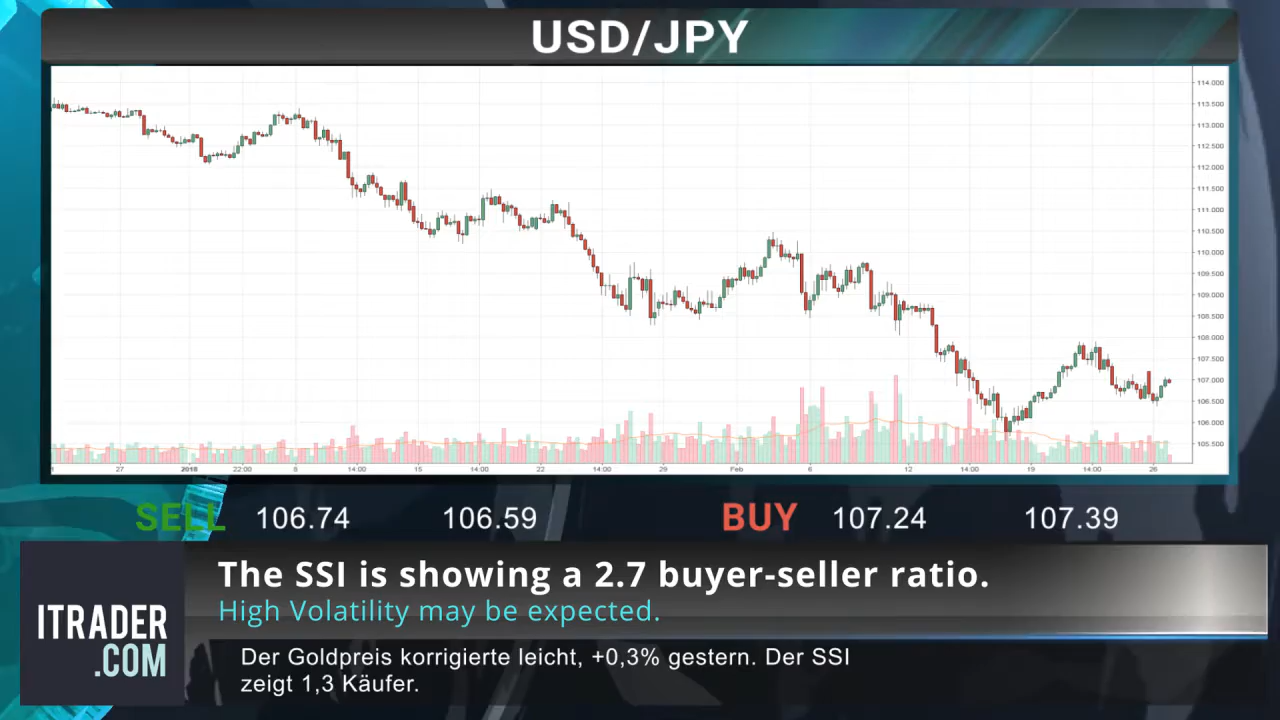 USD/JPY
114.000
113.500
113.000
112.500
112.000
111.500
111.000
110.500
110.000
109.500
109.000
108.500
108.000
107.500
107.000
106.500
106.000
105.500
27 2018 22:00 8 14:00 15 14:00 22 14:00 29 Feb 6 12 14:00 19 14:00 26
SELL 106.74 106.59 BUY 107.24 107.39
The SSI is showing a 2.7 buyer-seller ratio.
High Volatility may be expected.
ITRADER
.COM
Der Goldpreis korrigierte leicht, +0,3% gestern. Der SSI
zeigt 1,3 Käufer.